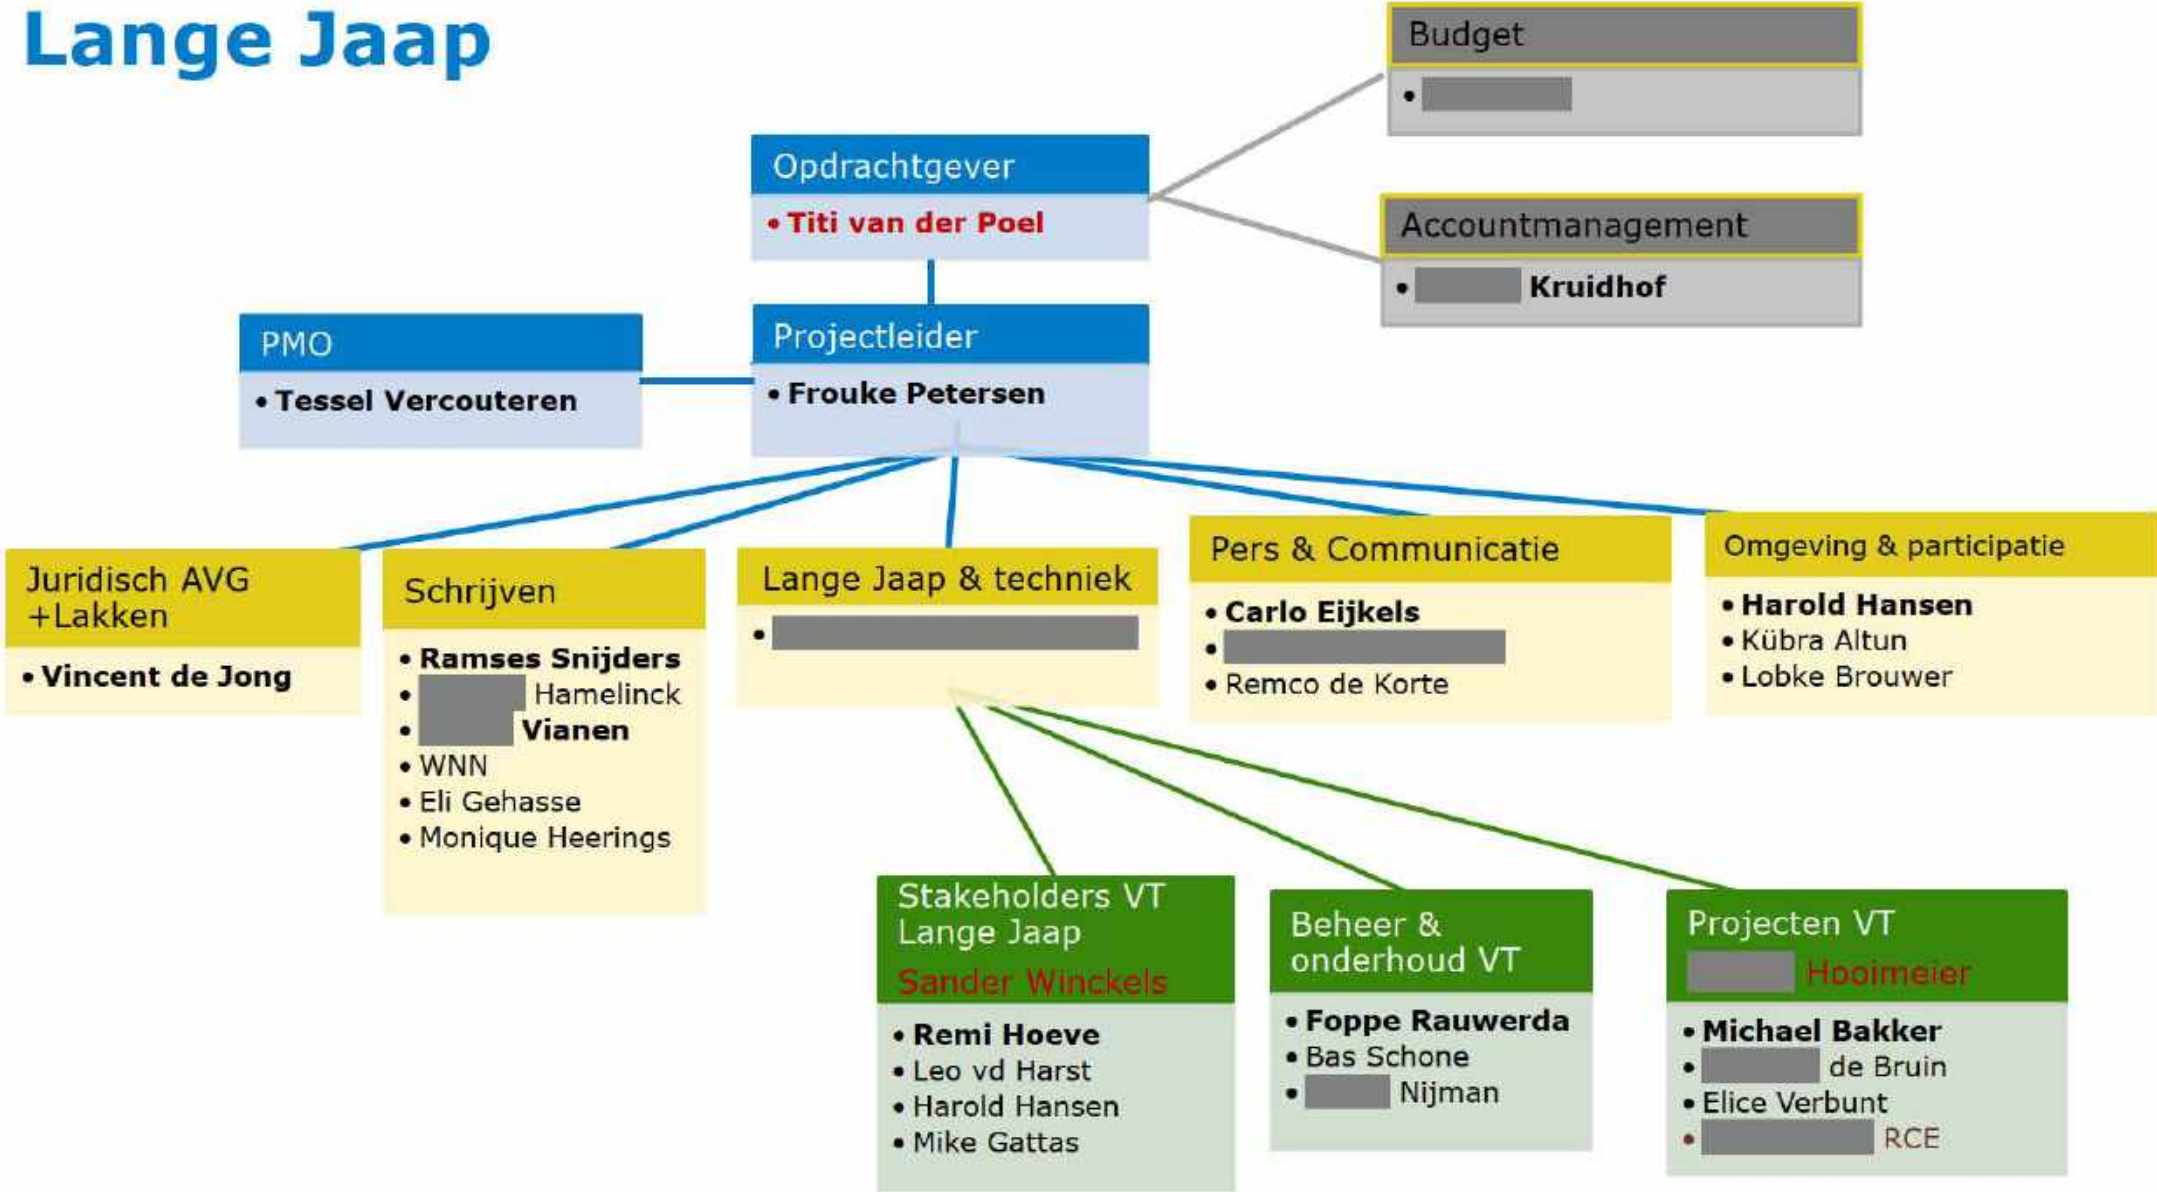 Lange Jaap
Budget
•
Opdrachtgever
• Titi van der Poel
Accountmanagement
• Kruidhof
PMO
• Tessel Vercouteren
Projectleider
• Frouke Petersen
Juridisch AVG
+Lakken
• Vincent de Jong
Schrijven
• Ramses Snijders
• Hamelinck
• Vianen
• WNN
• Eli Gehasse
• Monique Heerings
Lange Jaap & techniek
•
Pers & Communicatie
• Carlo Eijkels
•
• Remco de Korte
Omgeving & participatie
• Harold Hansen
• Kübra Altun
• Lobke Brouwer
Stakeholders VT
Lange Jaap
Sander Winckels
• Remi Hoeve
• Leo vd Harst
• Harold Hansen
• Mike Gattas
Beheer &
onderhoud VT
• Foppe Rauwerda
• Bas Schone
• Nijman
Projecten VT
Hooimeier
• Michael Bakker
• de Bruin
• Elice Verbunt
• RCE